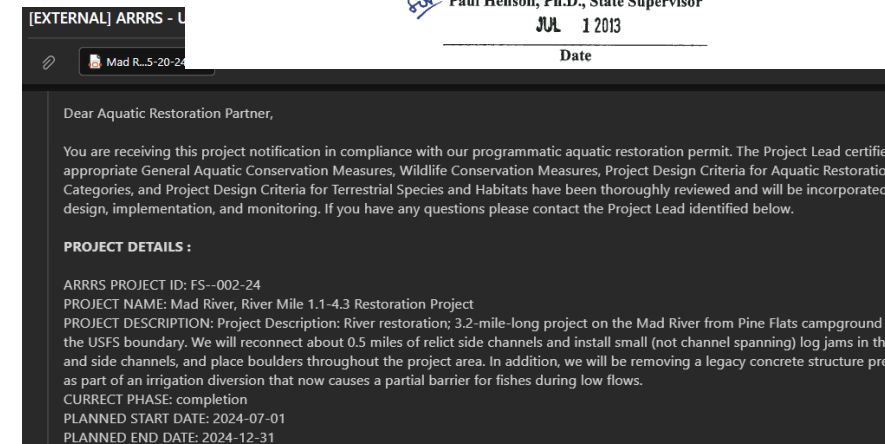 Paul Henson, Ph.D., State Supervisor
[EXTERNAL] ARRRS - U
JUL 1 2013
Date
Mad R...5-20-24
Dear Aquatic Restoration Partner,
You are receiving this project notification in compliance with our programmatic aquatic restoration permit. The Project Lead certifie
appropriate General Aquatic Conservation Measures, Wildlife Conservation Measures, Project Design Criteria for Aquatic Restoratio
Categories, and Project Design Criteria for Terrestrial Species and Habitats have been thoroughly reviewed and will be incorporated
design, implementation, and monitoring. If you have any questions please contact the Project Lead identified below.
PROJECT DETAILS :
ARRRS PROJECT ID: FS--002-24
PROJECT NAME: Mad River, River Mile 1.1-4.3 Restoration Project
PROJECT DESCRIPTION: Project Description: River restoration; 3.2-mile-long project on the Mad River from Pine Flats campground
the USFS boundary. We will reconnect about 0.5 miles of relict side channels and install small (not channel spanning) log jams in th
and side channels, and place boulders throughout the project area. In addition, we will be removing a legacy concrete structure pre
as part of an irrigation diversion that now causes a partial barrier for fishes during low flows.
CURRECT PHASE: completion
PLANNED START DATE: 2024-07-01
PLANNED END DATE: 2024-12-31